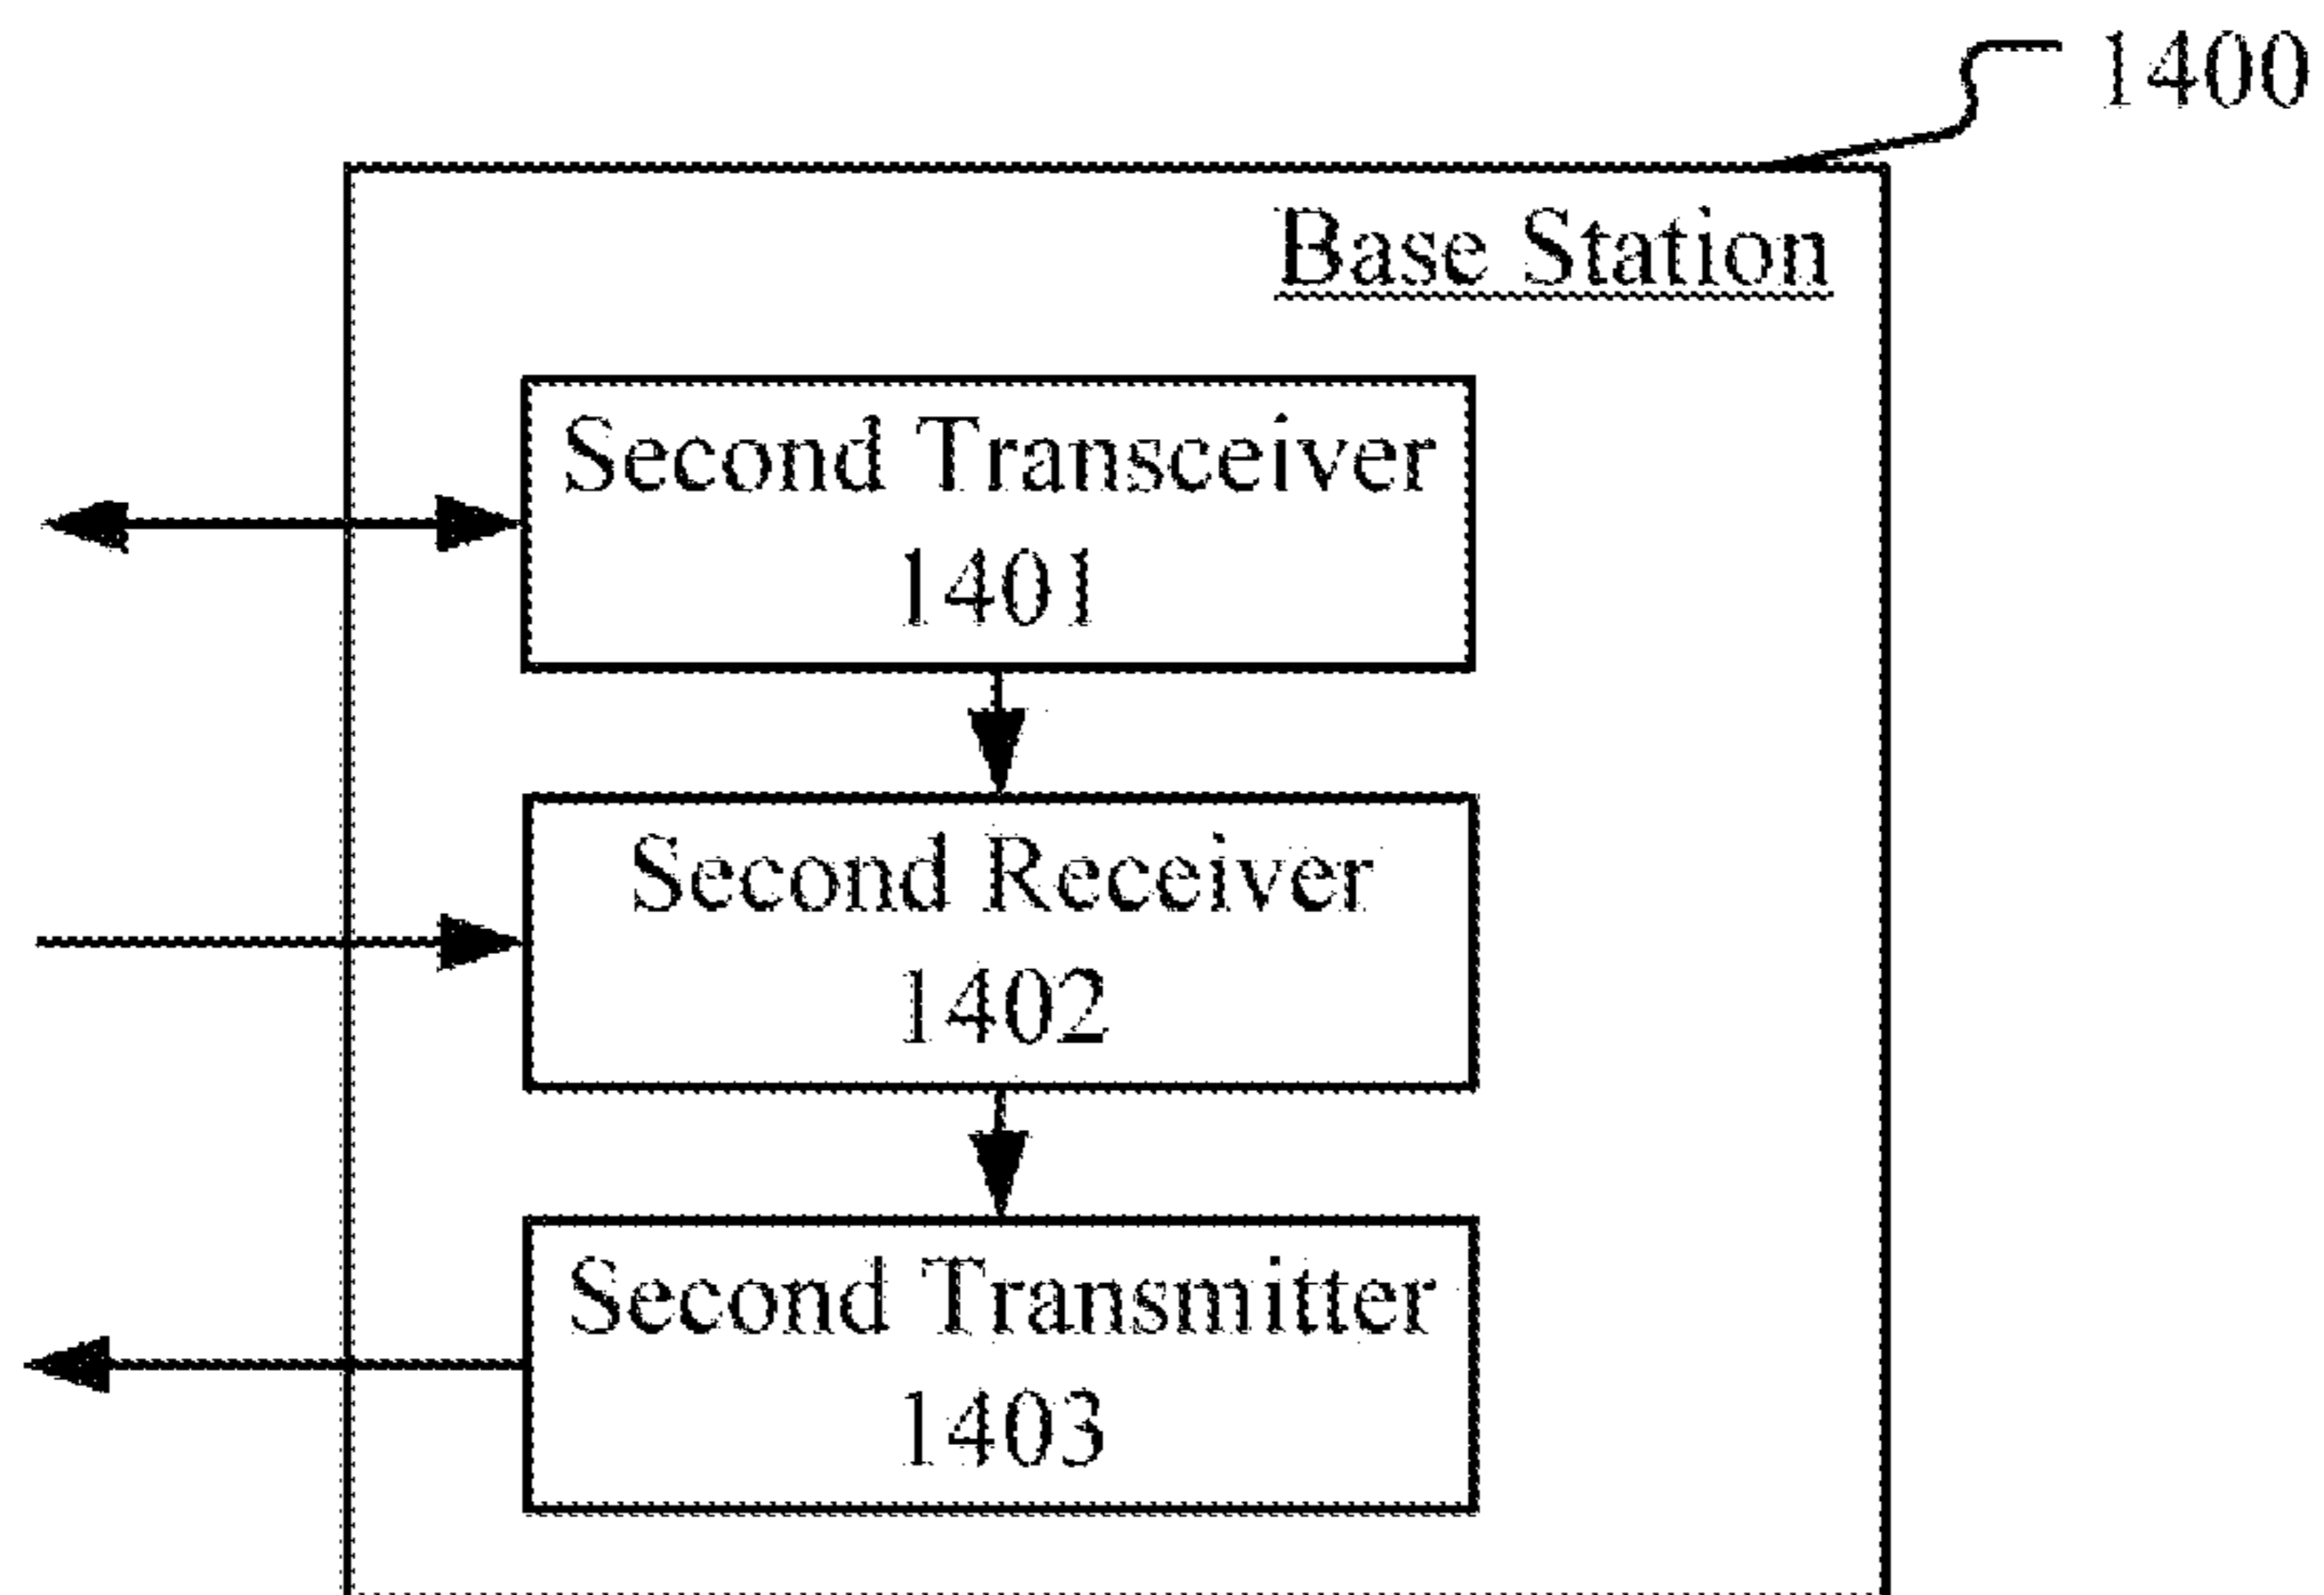 1400
Base Station
Second Transceiver
1401
Second Receiver
1402
Second Transmitter
1403